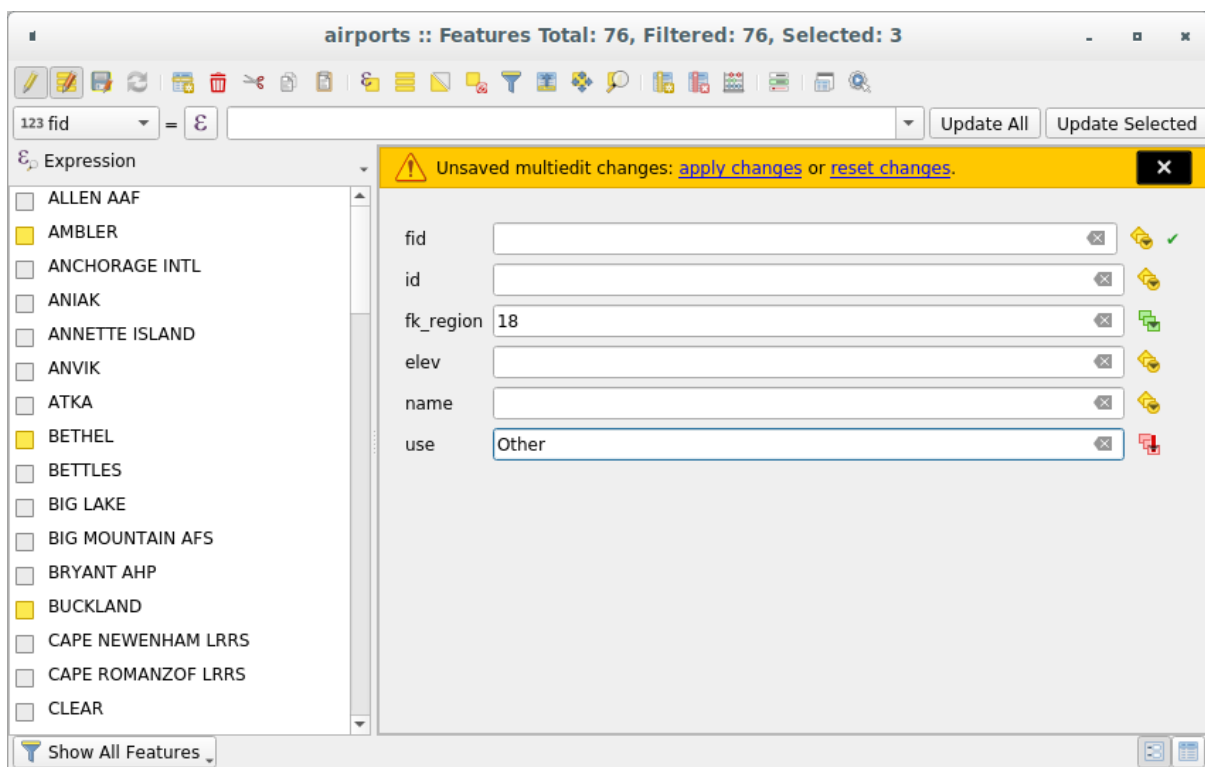 airports :: Features Total: 76, Filtered: 76, Selected: 3
123 fid = ε Update All Update Selected
ε Expression
Unsaved multiedit changes: apply changes or reset changes.
ALLEN AAF
AMBLER
ANCHORAGE INTL
ANIAK
ANNETTE ISLAND
ANVIK
ATKA
BETHEL
BETTLES
BIG LAKE
BIG MOUNTAIN AFS
BRYANT AHP
BUCKLAND
CAPE NEWENHAM LRRS
CAPE ROMANZOF LRRS
CLEAR
fid
id
fk_region 18
elev
name
use Other
Show All Features